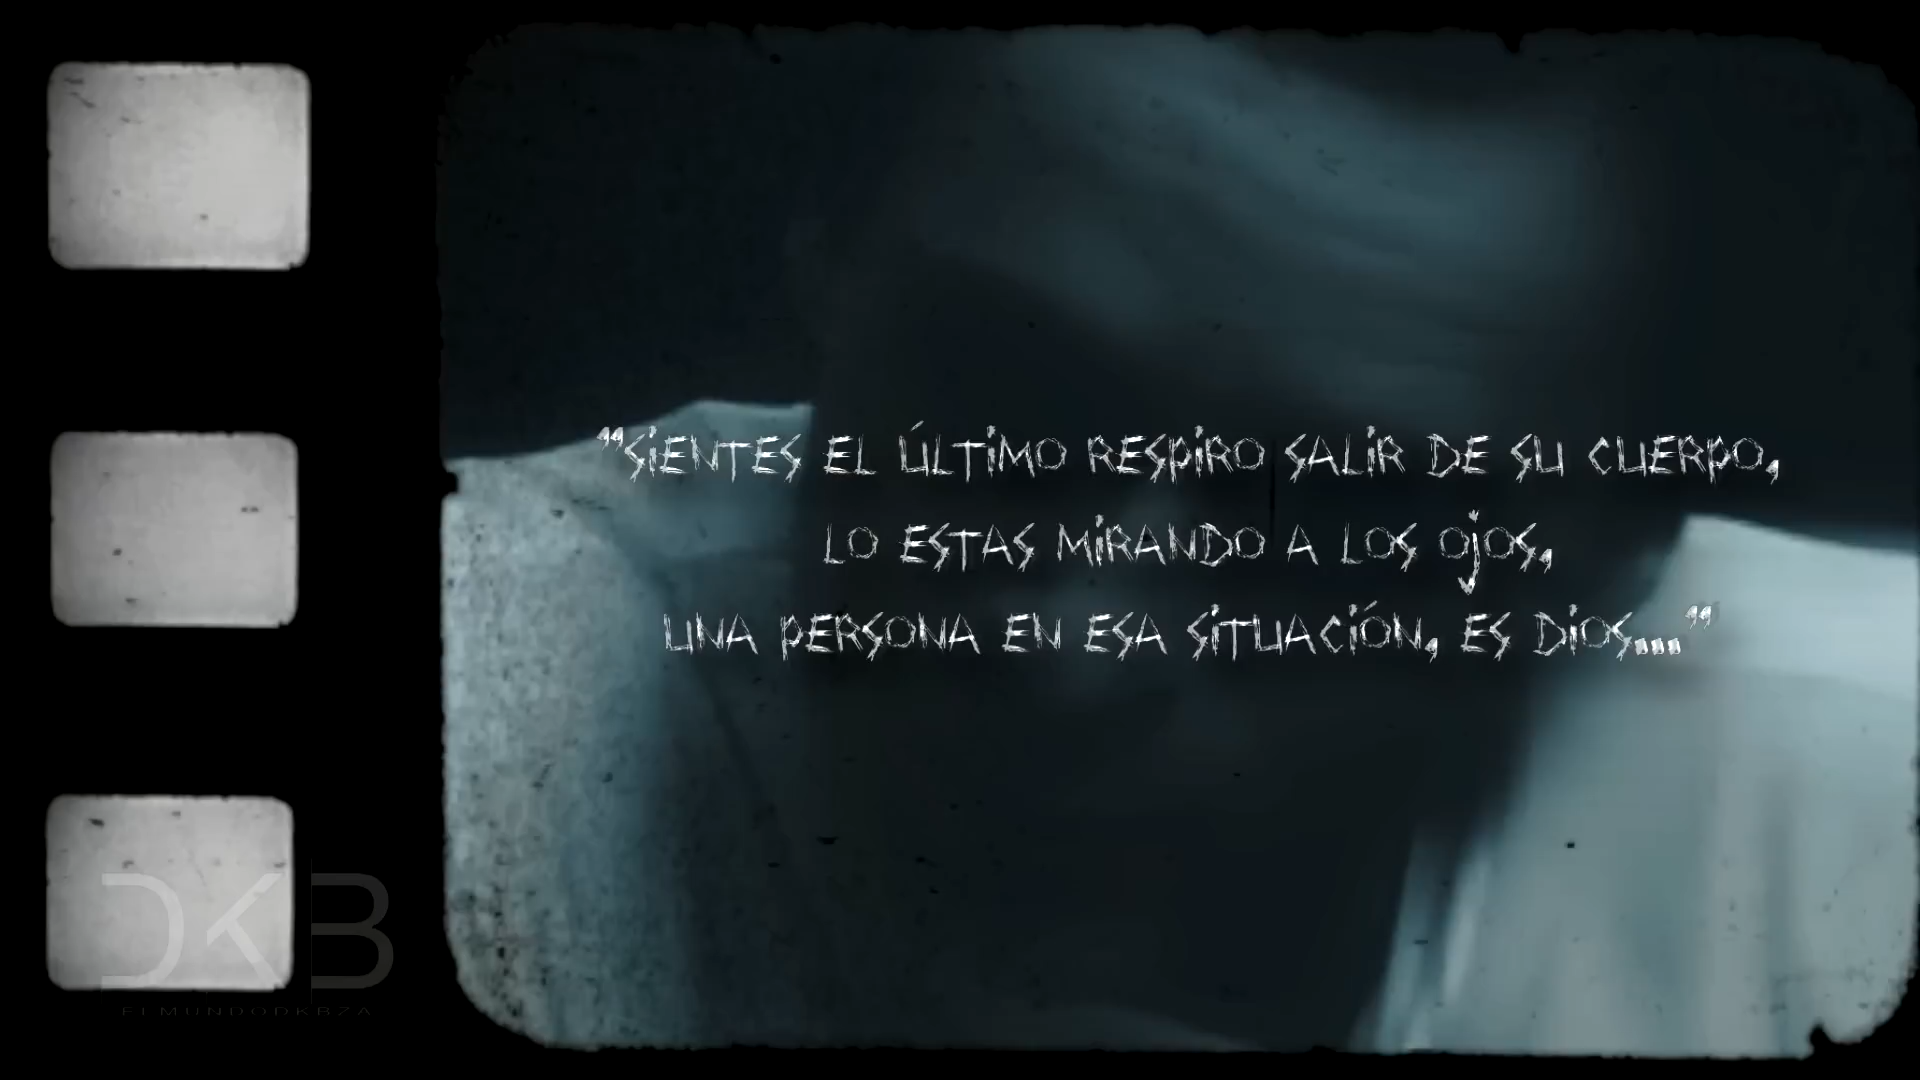 "SiENTES EL ÚLTiMO RESpiRO SALiR DE SU CUERpO,
LO ESTAS MiRANDO A LOS OjOS,
UNA pERSONA EN ESA SiTUACiÓN, ES DiOS..."
DKB
ELMUNDODKBZA